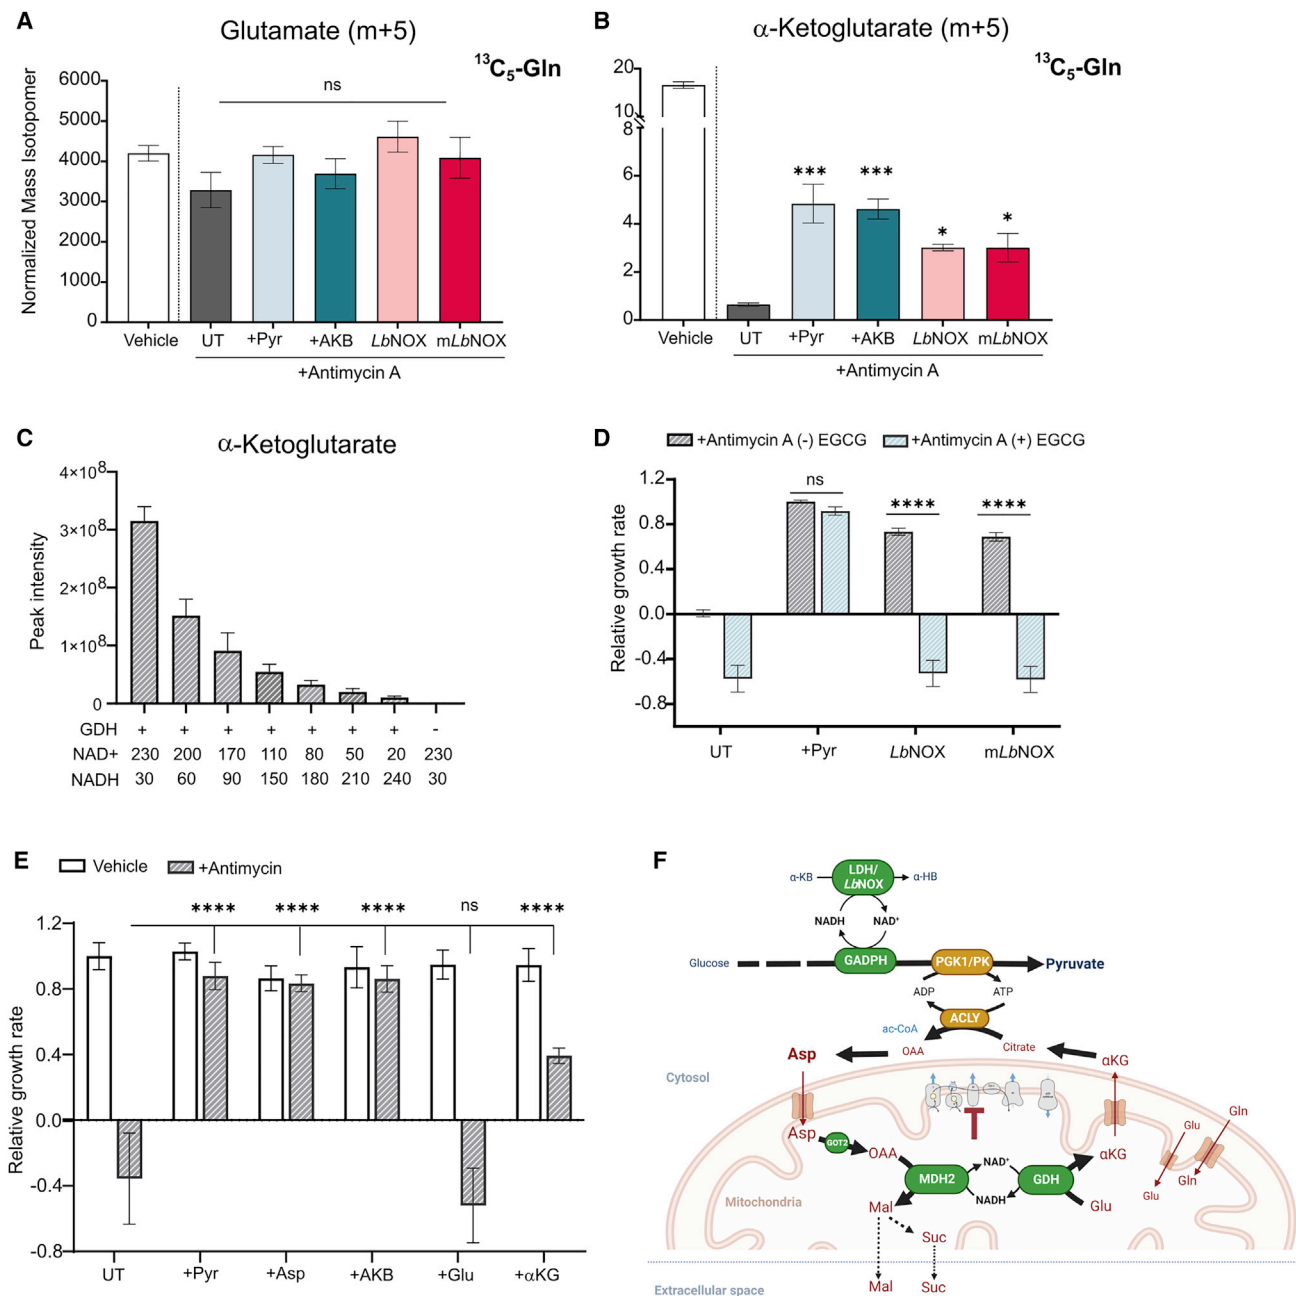 A
Glutamate (m+5)
¹³C₅-Gln
Normalized Mass Isotopomer
6000
5000
4000
3000
2000
1000
0
ns
Vehicle UT +Pyr +AKB LbNOX mLbNOX
+Antimycin A
B
α-Ketoglutarate (m+5)
¹³C₅-Gln
20
10
8
6
4
2
0
*** *** * *
Vehicle UT +Pyr +AKB LbNOX mLbNOX
+Antimycin A
C
α-Ketoglutarate
Peak intensity
4×10⁸
3×10⁸
2×10⁸
1×10⁸
0
GDH + + + + + + + -
NAD+ 230 200 170 110 80 50 20 230
NADH 30 60 90 150 180 210 240 30
D
+Antimycin A (-) EGCG +Antimycin A (+) EGCG
Relative growth rate
1.2
0.8
0.4
0.0
-0.4
-0.8
ns **** ****
UT +Pyr LbNOX mLbNOX
E
Vehicle +Antimycin
Relative growth rate
1.2
0.8
0.4
0.0
-0.4
-0.8
**** **** **** ns ****
UT +Pyr +Asp +AKB +Glu +αKG
F
α-KB LDH/ α-HB
LbNOX
NADH NAD⁺
Glucose GADPH PGK1/PK Pyruvate
ADP ATP
ACLY
ac-CoA
Asp OAA Citrate αKG
Cytosol
Asp GOT2 OAA
NAD⁺
MDH2 GDH
NADH
αKG
Glu
Glu Gln
Glu Gln
Mitochondria
Mal
Suc
Extracellular space
Mal Suc